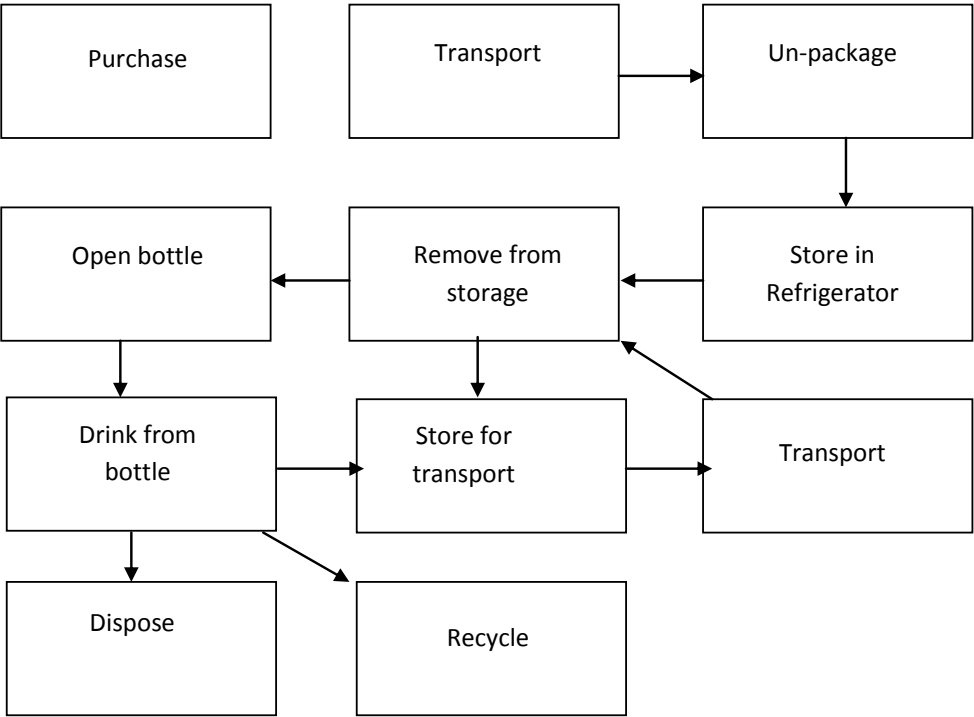 Purchase
Transport
Un-package
Open bottle
Remove from
storage
Store in
Refrigerator
Drink from
bottle
Store for
transport
Transport
Dispose
Recycle